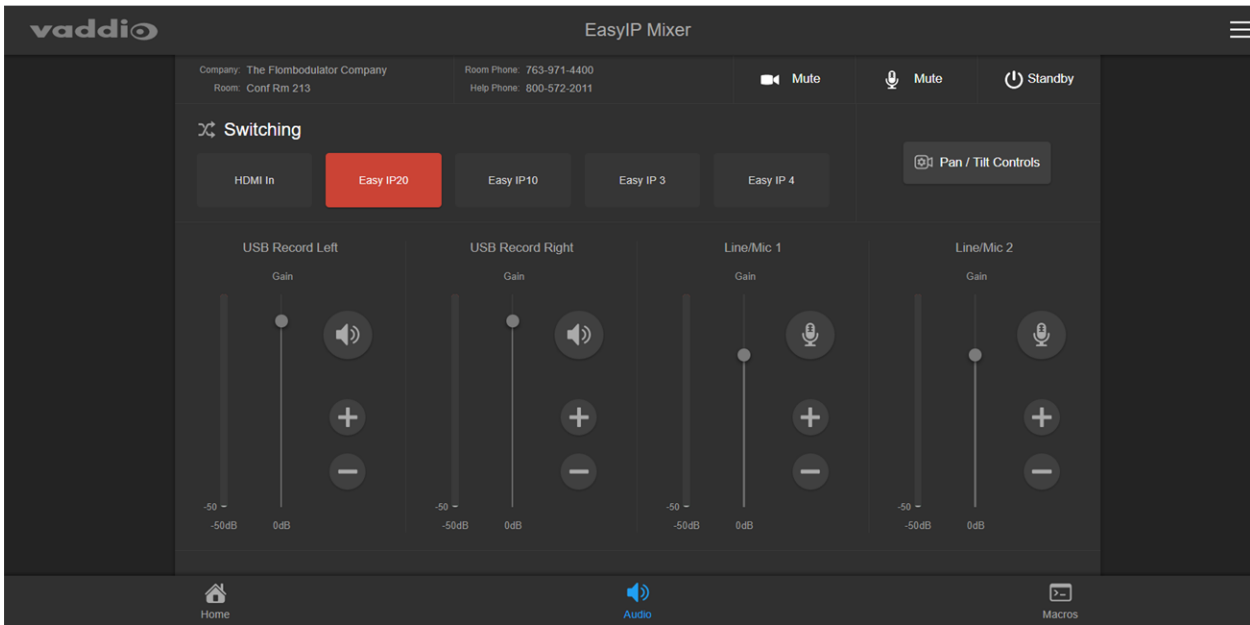 vaddio
EasyIP Mixer
Company: The Flombodulator Company
Room: Conf Rm 213
Room Phone: 763-971-4400
Help Phone: 800-572-2011
Mute
Mute
Standby
Switching
HDMI In
Easy IP20
Easy IP10
Easy IP 3
Easy IP 4
Pan / Tilt Controls
USB Record Left
USB Record Right
Line/Mic 1
Line/Mic 2
Gain
Gain
Gain
Gain
-50
-50
-50
-50
-50dB 0dB
-50dB 0dB
-50dB 0dB
-50dB 0dB
Home
Audio
Macros